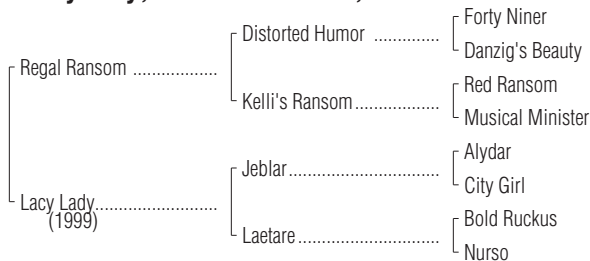 Forty Niner
Distorted Humor ..............
Danzig's Beauty
Regal Ransom ..................
Red Ransom
Kelli's Ransom..................
Musical Minister
Alydar
Jeblar................................
City Girl
Lacy Lady..........................
(1999)
Bold Ruckus
Laetare..............................
Nurso